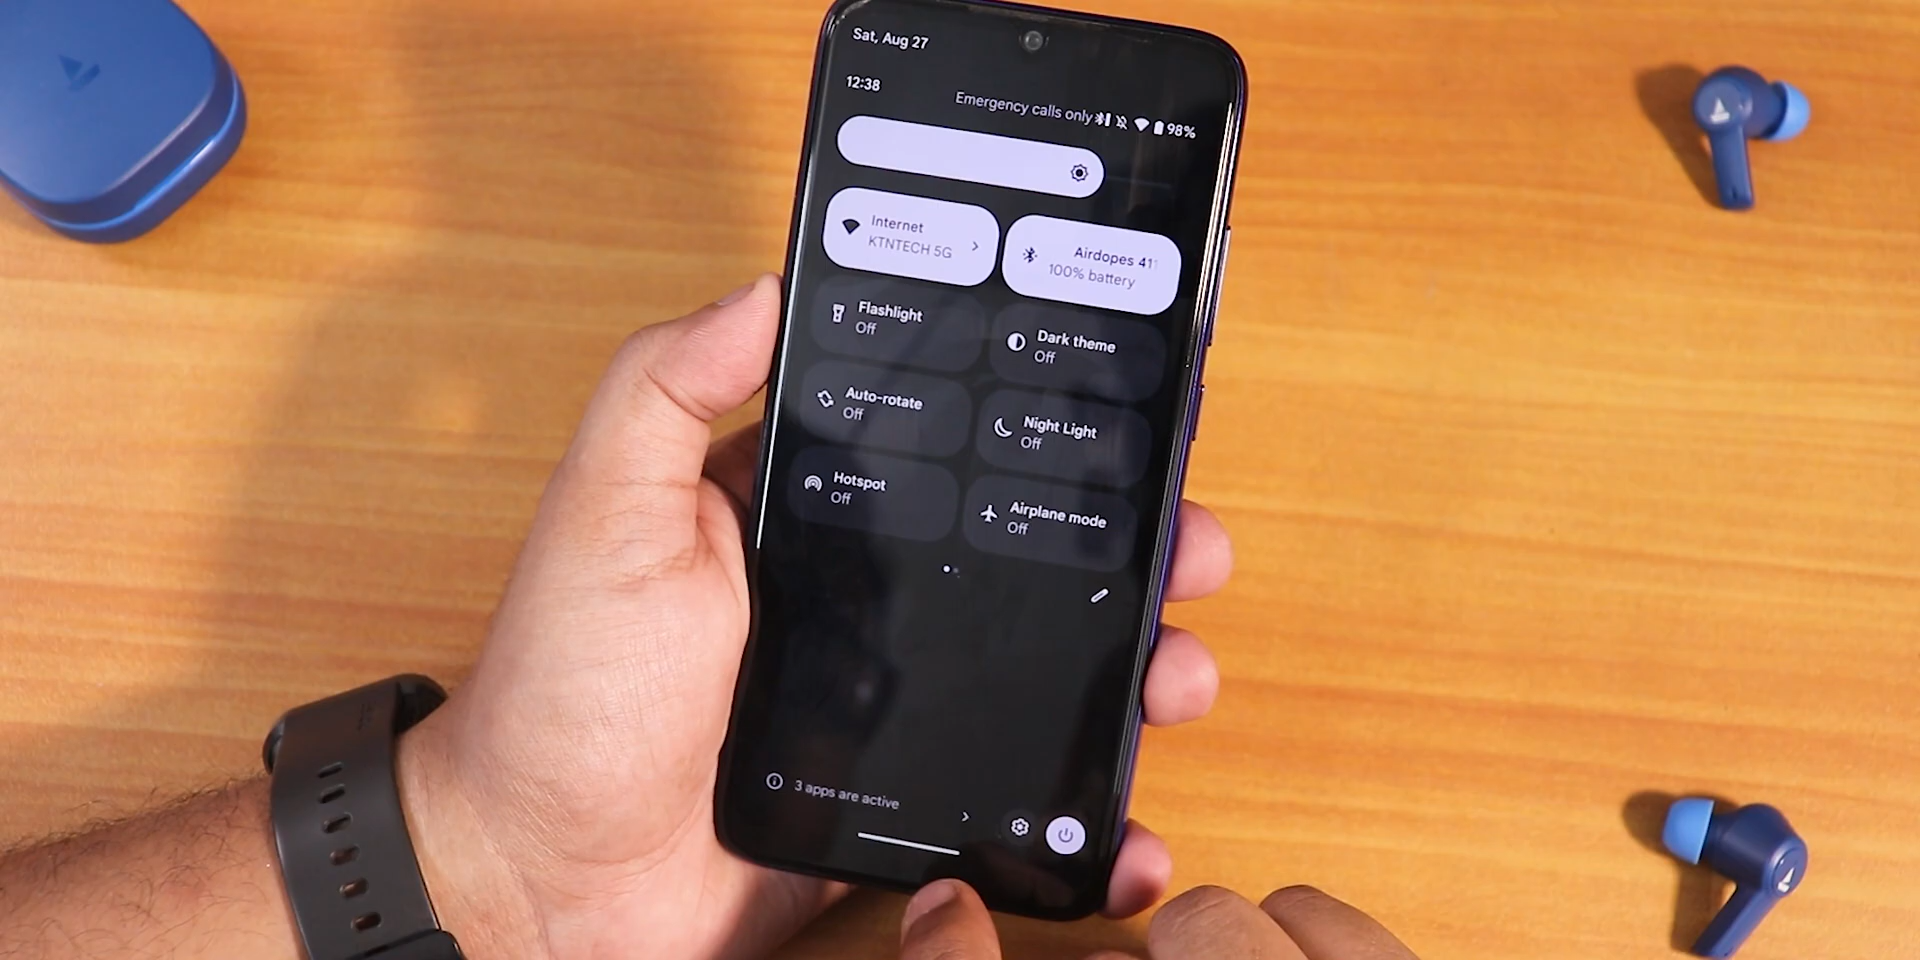 Sat, Aug 27
12:38
Emergency calls only
98%
Internet
KTNTECH 5G
Airdopes 41
100% battery
Flashlight
Off
Dark theme
Off
Auto-rotate
Off
Night Light
Off
Hotspot
Off
Airplane mode
Off
3 apps are active